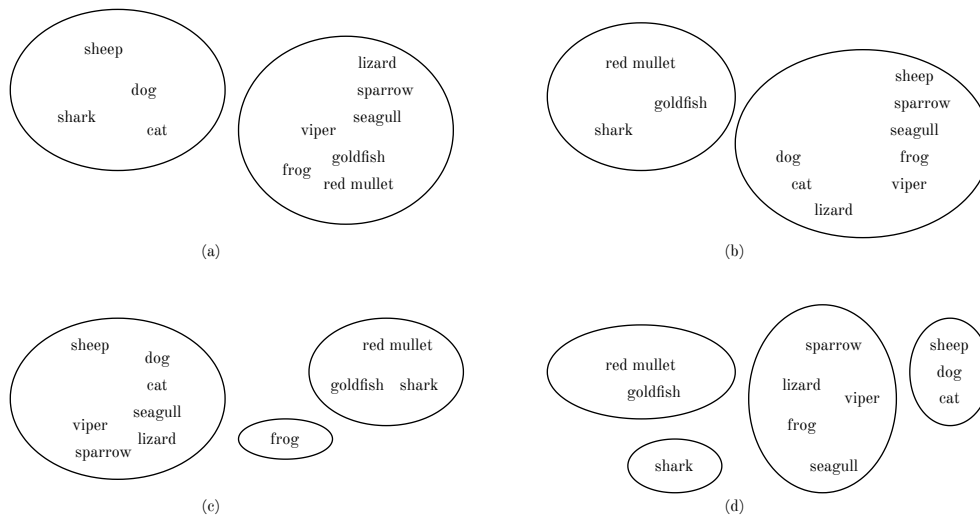 sheep
dog
shark
cat
lizard
sparrow
seagull
viper
goldfish
frog
red mullet
(a)
red mullet
goldfish
shark
sheep
sparrow
seagull
dog
frog
cat
viper
lizard
(b)
sheep
dog
cat
seagull
viper
lizard
sparrow
frog
red mullet
goldfish shark
(c)
red mullet
goldfish
shark
sparrow
lizard
viper
frog
seagull
sheep
dog
cat
(d)